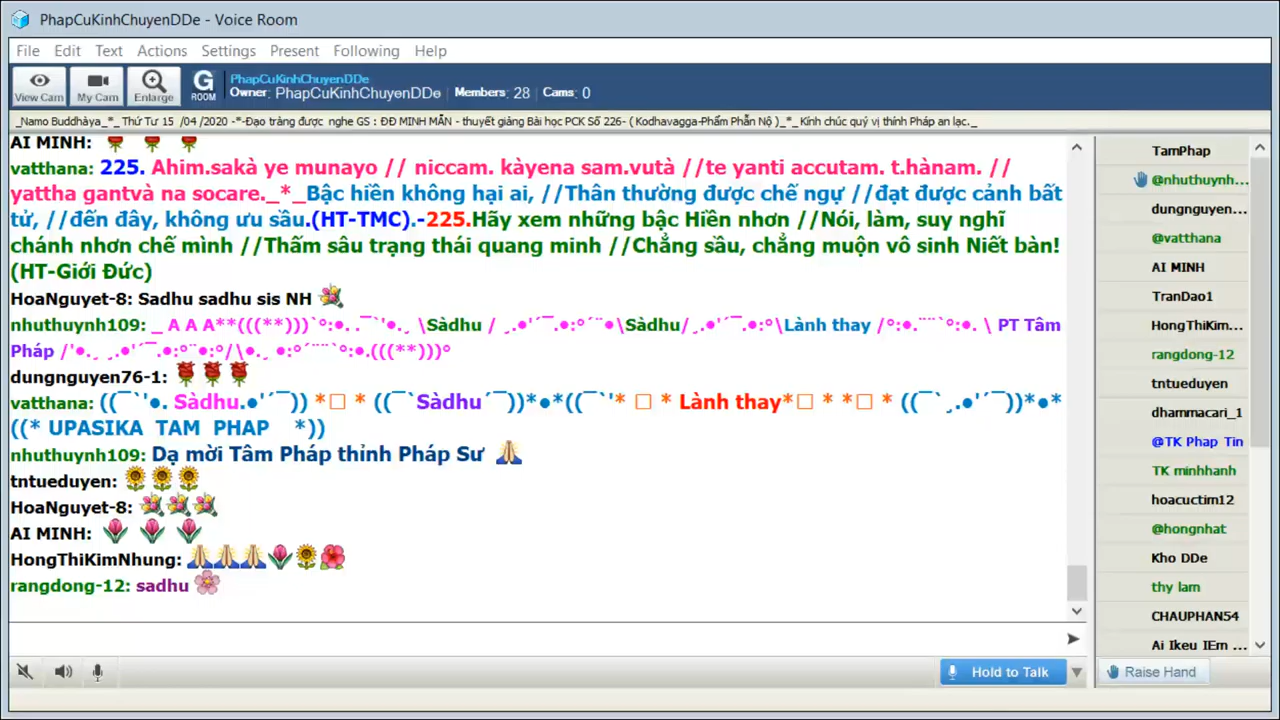 PhapCuKinhChuyenDDe - Voice Room
File Edit Text Actions Settings Present Following Help
View Cam My Cam Enlarge G ROOM
PhapCuKinhChuyenDDe
Owner: PhapCuKinhChuyenDDe Members: 28 Cams: 0
_Namo Buddhàya_*_ Thứ Tư 15 /04 /2020 -*-Đạo tràng được nghe GS : ĐĐ MINH MẪN - thuyết giảng Bài học PCK Số 226- ( Kodhavagga-Phẩm Phẫn Nộ )_*_ Kính chúc quý vị thính Pháp an lạc._
AI MINH:
vatthana: 225. Ahim.sakà ye munayo // niccam. kàyena sam.vutà //te yanti accutam. t.hànam. //
yattha gantvà na socare._*_Bậc hiền không hại ai, //Thân thường được chế ngự //đạt được cảnh bất
tử, //đến đây, không ưu sầu.(HT-TMC).-225.Hãy xem những bậc Hiền nhơn //Nói, làm, suy nghĩ
chánh nhơn chế mình //Thấm sâu trạng thái quang minh //Chẳng sầu, chẳng muộn vô sinh Niết bàn!
(HT-Giới Đức)
HoaNguyet-8: Sadhu sadhu sis NH
nhuthuynh109: _ A A A**(((**)))`°:•. .¯`'•.¸ \Sàdhu / ¸.•'´¯.•:°´¨•\Sàdhu/¸.•'´¯.•:°\Lành thay /°:•.¨¨`°:•. \ PT Tâm
Pháp /'•.¸ ¸.•'´¯.•:°¨•:°/\•.¸ •:°´¨¨`°:•.(((**)))°
dungnguyen76-1:
vatthana: ((¯`'•. Sàdhu.•'´¯)) *□ * ((¯`Sàdhu´¯))*•*((¯`'* □ * Lành thay*□ * *□ * ((¯`¸.•'´¯))*•*
((* UPASIKA TAM PHAP *))
nhuthuynh109: Dạ mời Tâm Pháp thỉnh Pháp Sư
tntueduyen:
HoaNguyet-8:
AI MINH:
HongThiKimNhung:
rangdong-12: sadhu
TamPhap
@nhuthuynh...
dungnguyen...
@vatthana
AI MINH
TranDao1
HongThiKim...
rangdong-12
tntueduyen
dhammacari_1
@TK Phap Tin
TK minhhanh
hoacuctim12
@hongnhat
Kho DDe
thy lam
CHAUPHAN54
Ai Ikeu IEm ...
Hold to Talk
Raise Hand